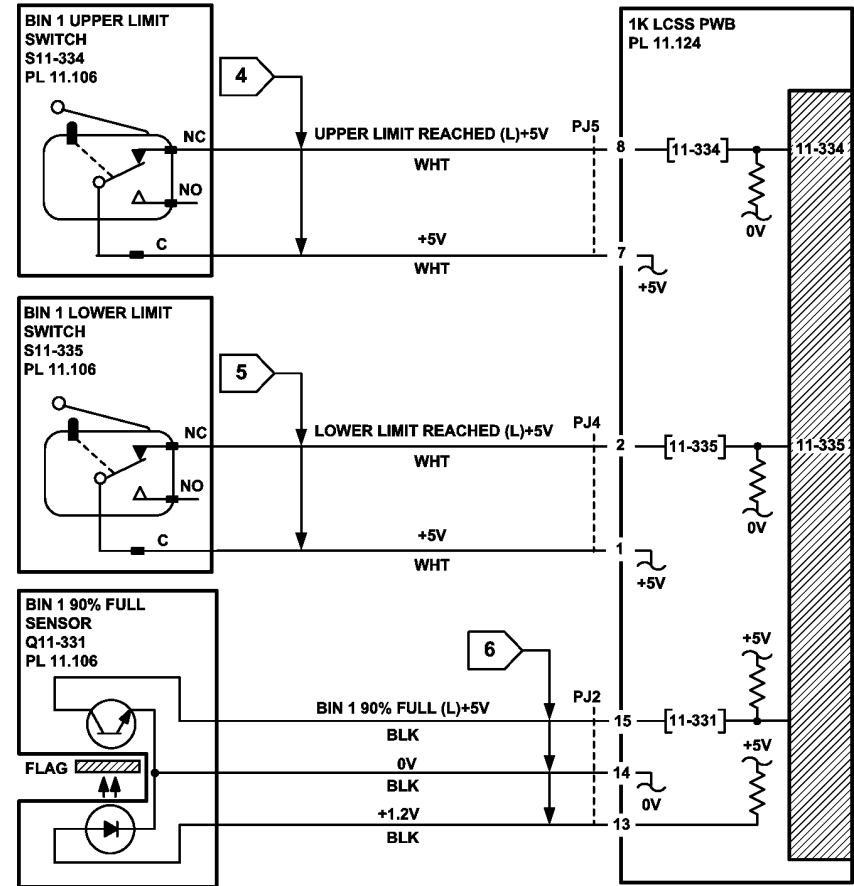 BIN 1 UPPER LIMIT
SWITCH
S11-334
PL 11.106
4
NC
NO
C
UPPER LIMIT REACHED (L)+5V
WHT
+5V
WHT
PJ5
8
7
1K LCSS PWB
PL 11.124
11-334
11-334
0V
+5V
BIN 1 LOWER LIMIT
SWITCH
S11-335
PL 11.106
5
NC
NO
C
LOWER LIMIT REACHED (L)+5V
WHT
+5V
WHT
PJ4
2
1
11-335
11-335
0V
+5V
BIN 1 90% FULL
SENSOR
Q11-331
PL 11.106
FLAG
6
BIN 1 90% FULL (L)+5V
BLK
0V
BLK
+1.2V
BLK
PJ2
15
14
13
11-331
+5V
+5V
0V